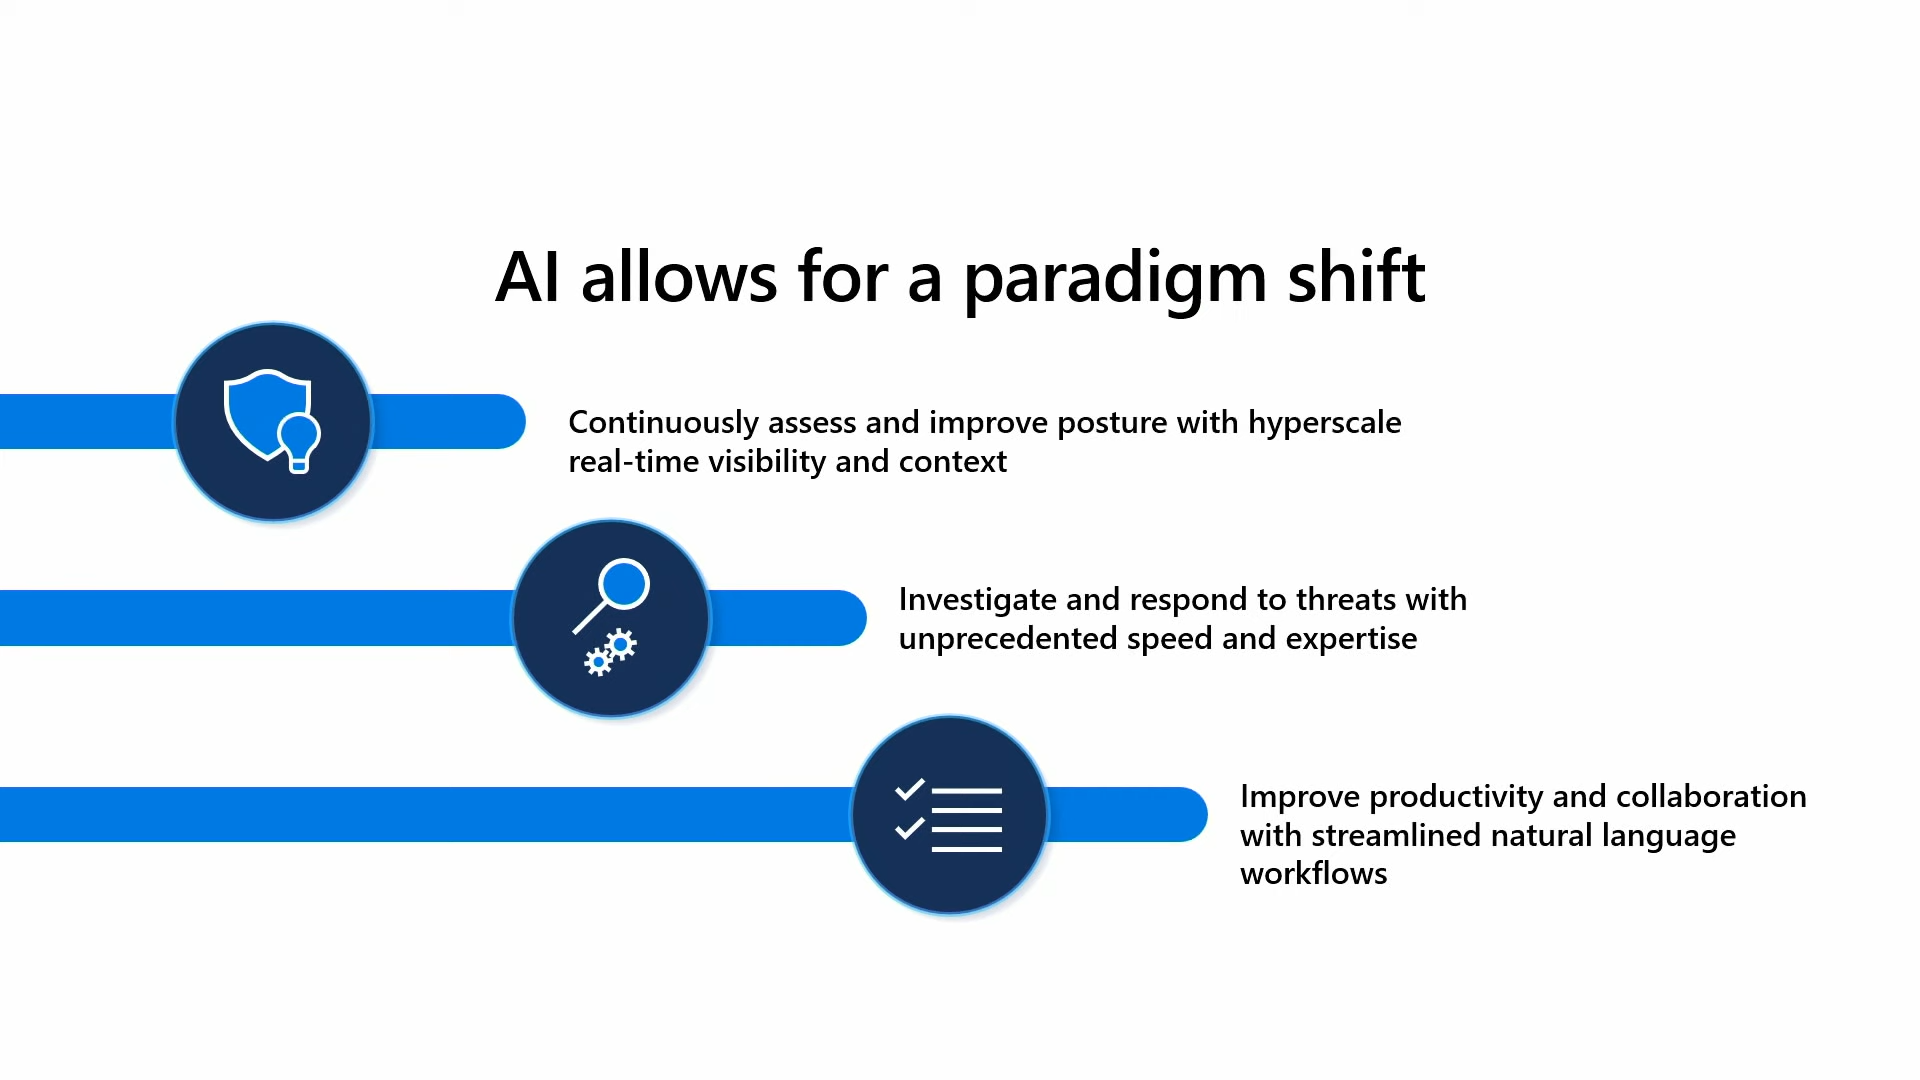 AI allows for a paradigm shift
Continuously assess and improve posture with hyperscale
real-time visibility and context
Investigate and respond to threats with
unprecedented speed and expertise
Improve productivity and collaboration
with streamlined natural language
workflows